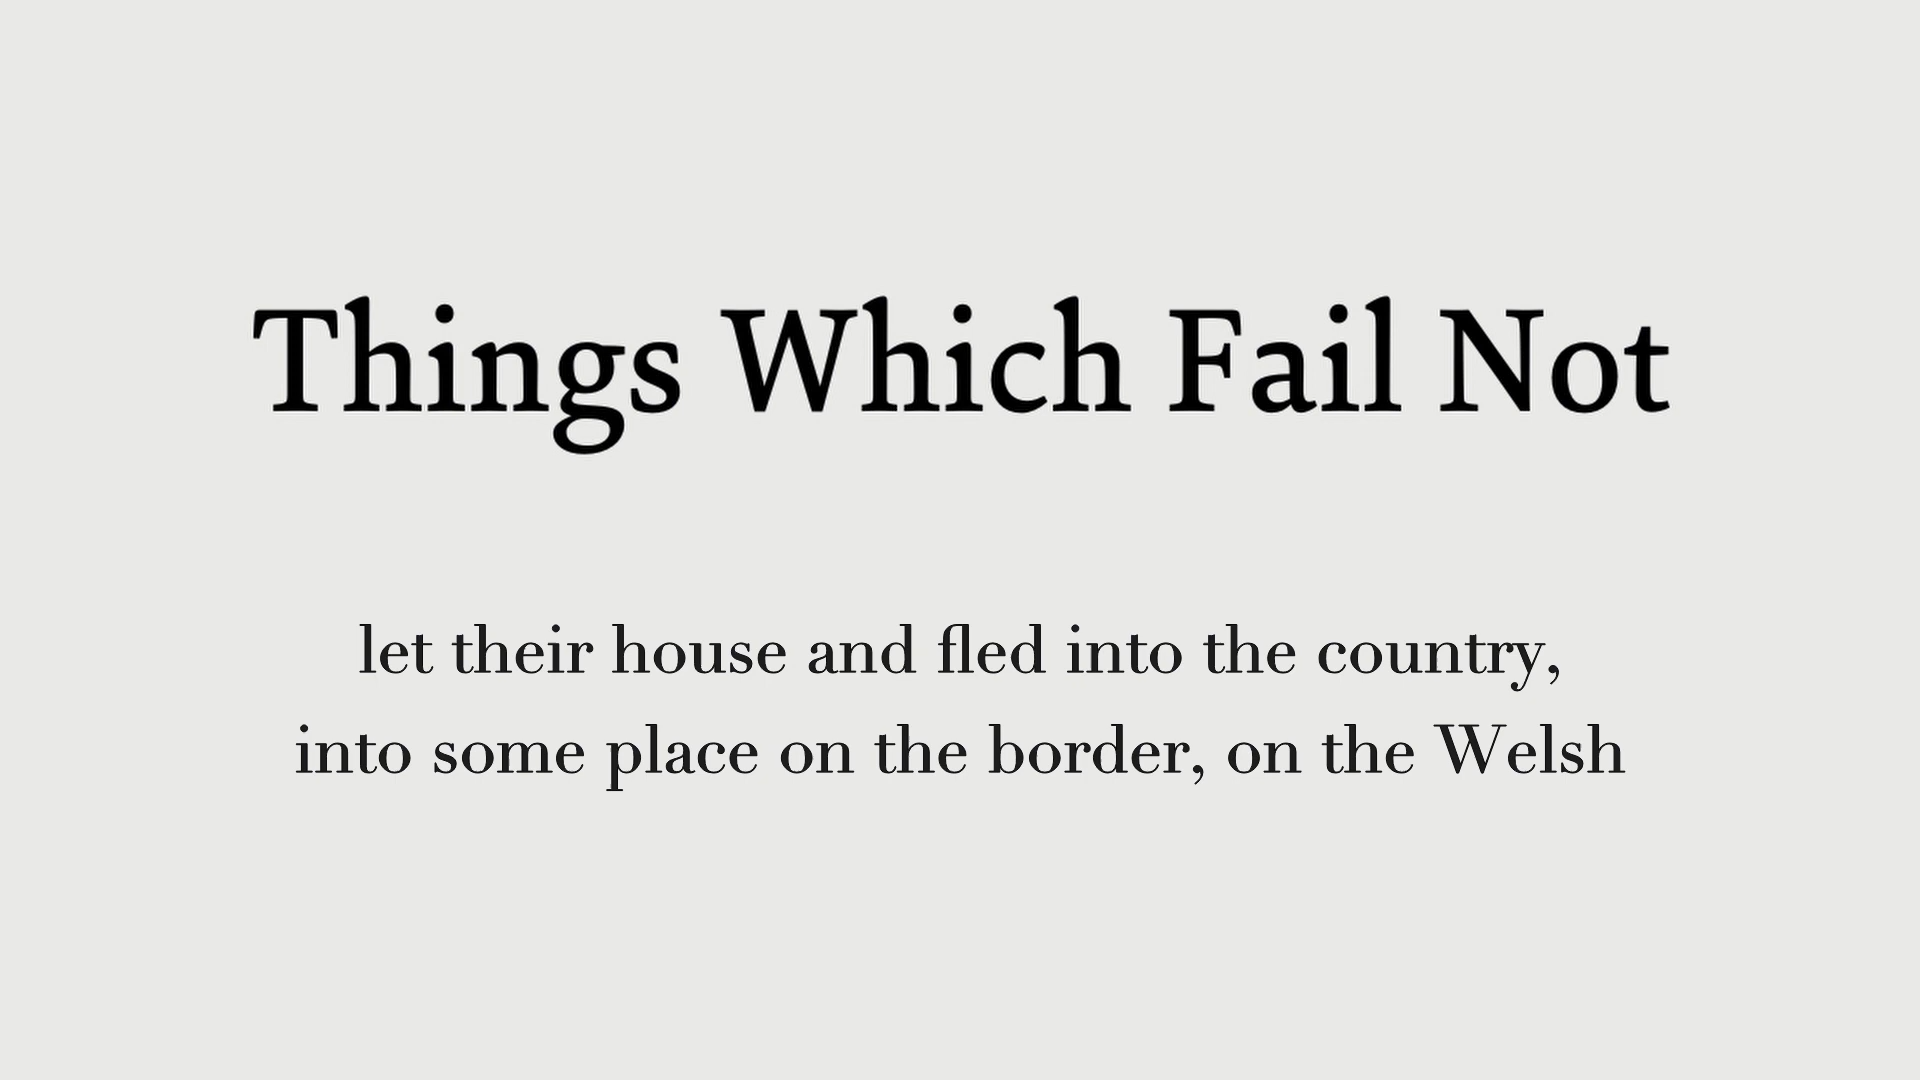 Things Which Fail Not
let their house and fled into the country,
into some place on the border, on the Welsh